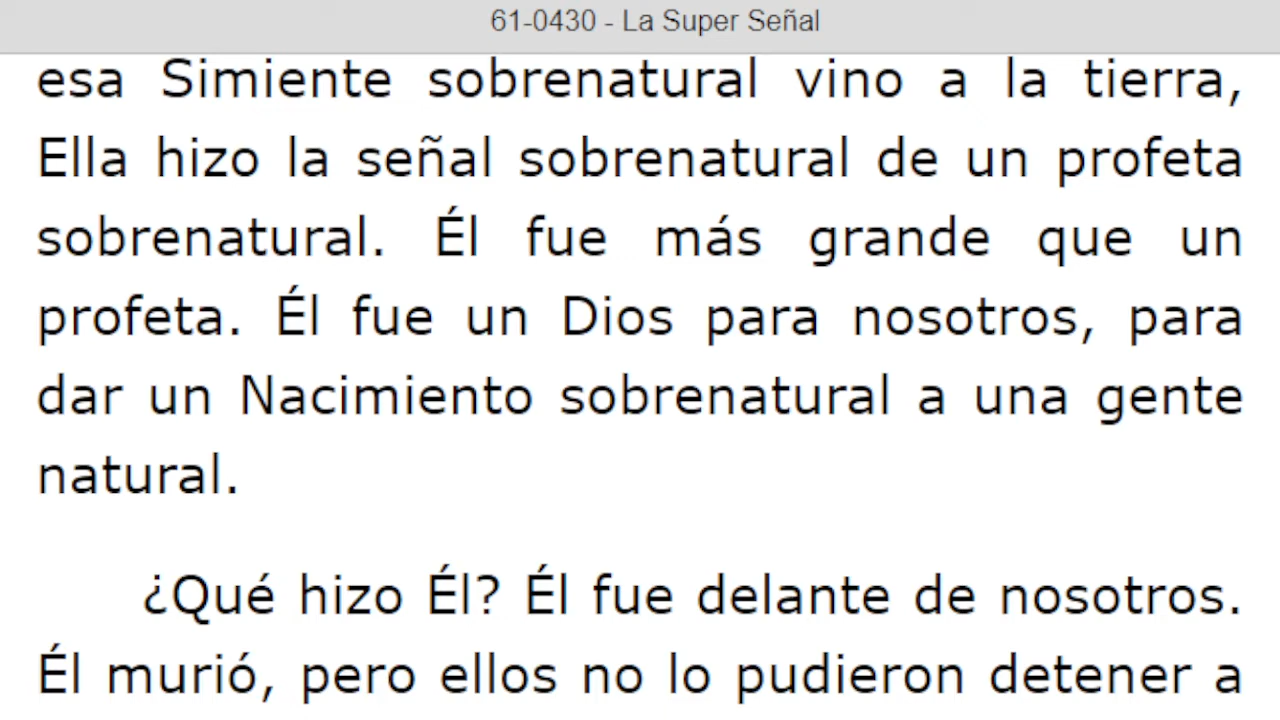 61-0430 - La Super Señal
esa Simiente sobrenatural vino a la tierra,
Ella hizo la señal sobrenatural de un profeta
sobrenatural. Él fue más grande que un
profeta. Él fue un Dios para nosotros, para
dar un Nacimiento sobrenatural a una gente
natural.
¿Qué hizo Él? Él fue delante de nosotros.
Él murió, pero ellos no lo pudieron detener a